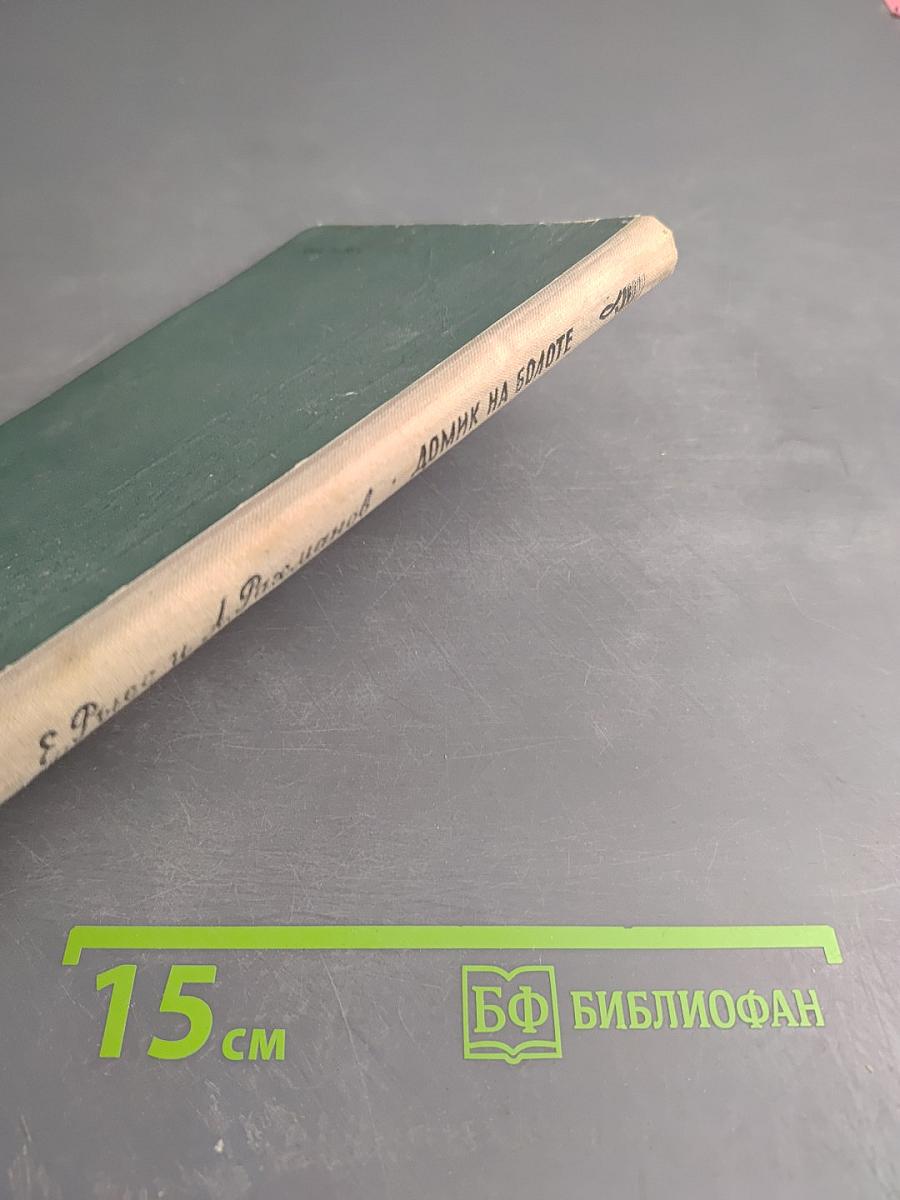 Е. Рысс и Л. Рахманов · ДОМИК НА БОЛОТЕ
15 см
БФ БИБЛИОФАН